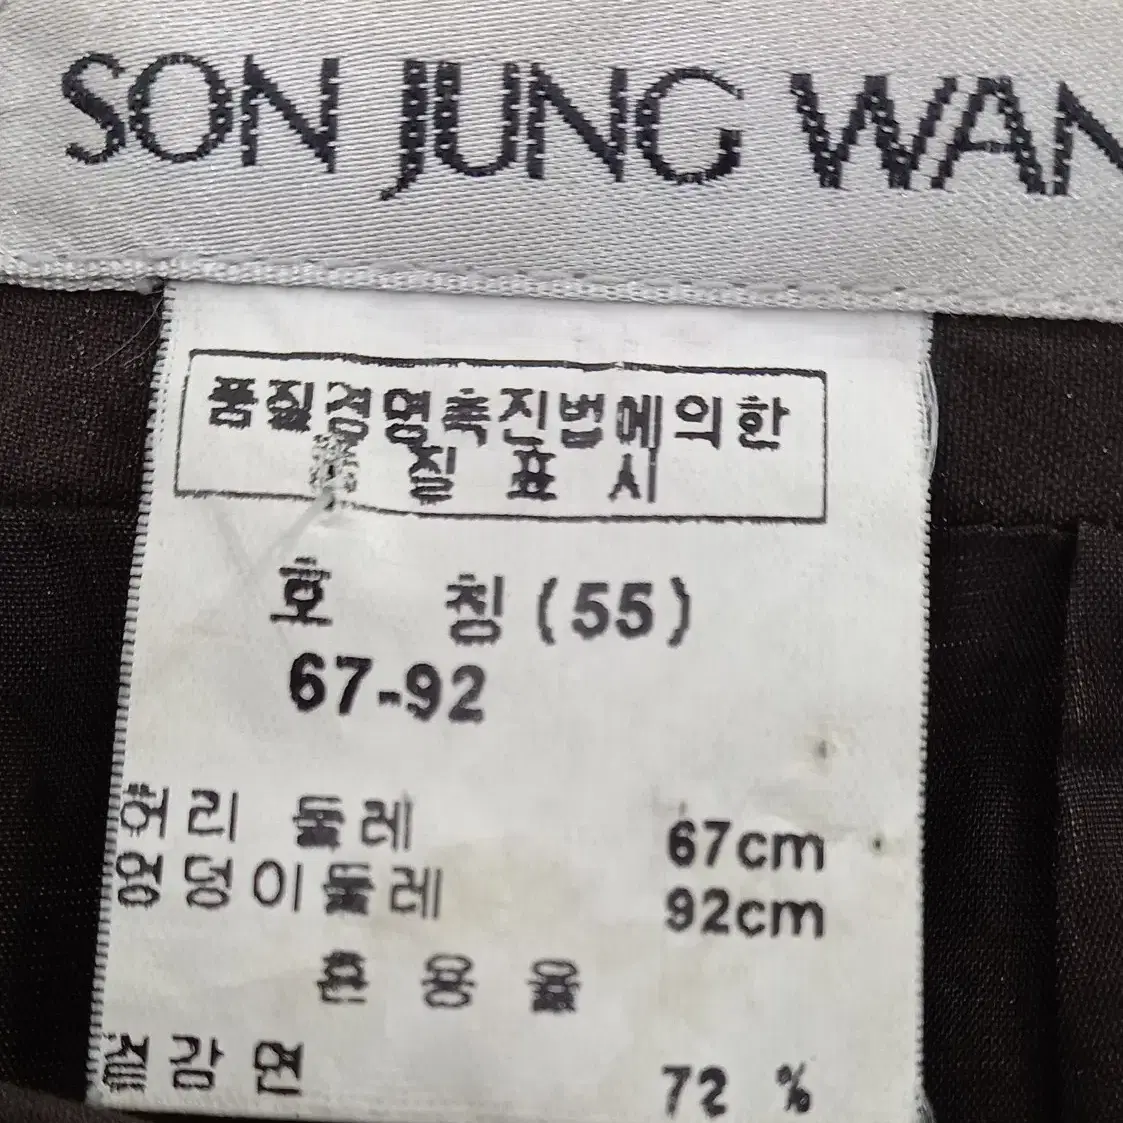 SON JUNG WAN
품질경영촉진법에의한
품질표시
호 칭 (55)
67-92
허리 둘레 67cm
엉덩이둘레 92cm
혼 용 율
겉감 면 72 %